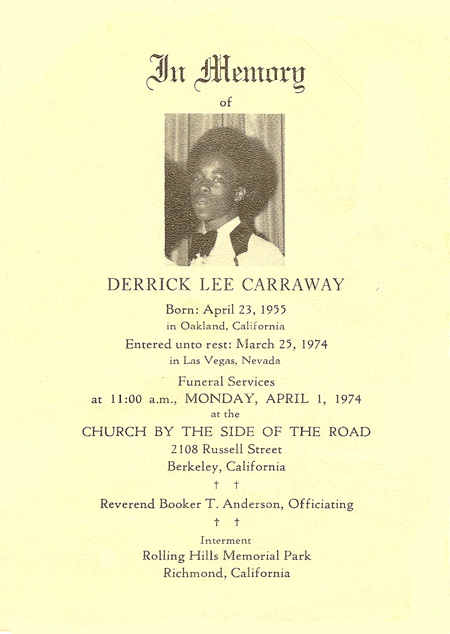 In Memory
of
DERRICK LEE CARRAWAY
Born: April 23, 1955
in Oakland, California
Entered unto rest: March 25, 1974
in Las Vegas, Nevada
Funeral Services
at 11:00 a.m., MONDAY, APRIL 1, 1974
at the
CHURCH BY THE SIDE OF THE ROAD
2108 Russell Street
Berkeley, California
† †
Reverend Booker T. Anderson, Officiating
† †
Interment
Rolling Hills Memorial Park
Richmond, California